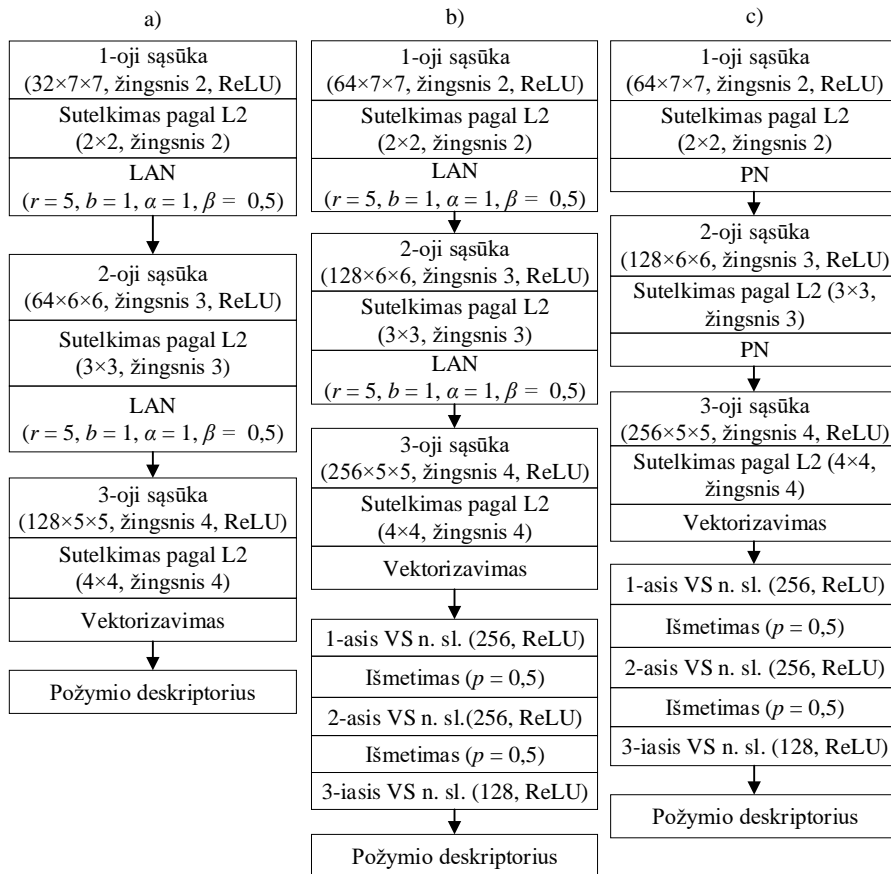 a)
1-oji sąsūka
(32×7×7, žingsnis 2, ReLU)
Sutelkimas pagal L2
(2×2, žingsnis 2)
LAN
(r = 5, b = 1, α = 1, β = 0,5)
2-oji sąsūka
(64×6×6, žingsnis 3, ReLU)
Sutelkimas pagal L2
(3×3, žingsnis 3)
LAN
(r = 5, b = 1, α = 1, β = 0,5)
3-oji sąsūka
(128×5×5, žingsnis 4, ReLU)
Sutelkimas pagal L2
(4×4, žingsnis 4)
Vektorizavimas
Požymio deskriptorius
b)
1-oji sąsūka
(64×7×7, žingsnis 2, ReLU)
Sutelkimas pagal L2
(2×2, žingsnis 2)
LAN
(r = 5, b = 1, α = 1, β = 0,5)
2-oji sąsūka
(128×6×6, žingsnis 3, ReLU)
Sutelkimas pagal L2
(3×3, žingsnis 3)
LAN
(r = 5, b = 1, α = 1, β = 0,5)
3-oji sąsūka
(256×5×5, žingsnis 4, ReLU)
Sutelkimas pagal L2
(4×4, žingsnis 4)
Vektorizavimas
1-asis VS n. sl. (256, ReLU)
Išmetimas (p = 0,5)
2-asis VS n. sl.(256, ReLU)
Išmetimas (p = 0,5)
3-iasis VS n. sl. (128, ReLU)
Požymio deskriptorius
c)
1-oji sąsūka
(64×7×7, žingsnis 2, ReLU)
Sutelkimas pagal L2
(2×2, žingsnis 2)
PN
2-oji sąsūka
(128×6×6, žingsnis 3, ReLU)
Sutelkimas pagal L2 (3×3,
žingsnis 3)
PN
3-oji sąsūka
(256×5×5, žingsnis 4, ReLU)
Sutelkimas pagal L2 (4×4,
žingsnis 4)
Vektorizavimas
1-asis VS n. sl. (256, ReLU)
Išmetimas (p = 0,5)
2-asis VS n. sl. (256, ReLU)
Išmetimas (p = 0,5)
3-iasis VS n. sl. (128, ReLU)
Požymio deskriptorius